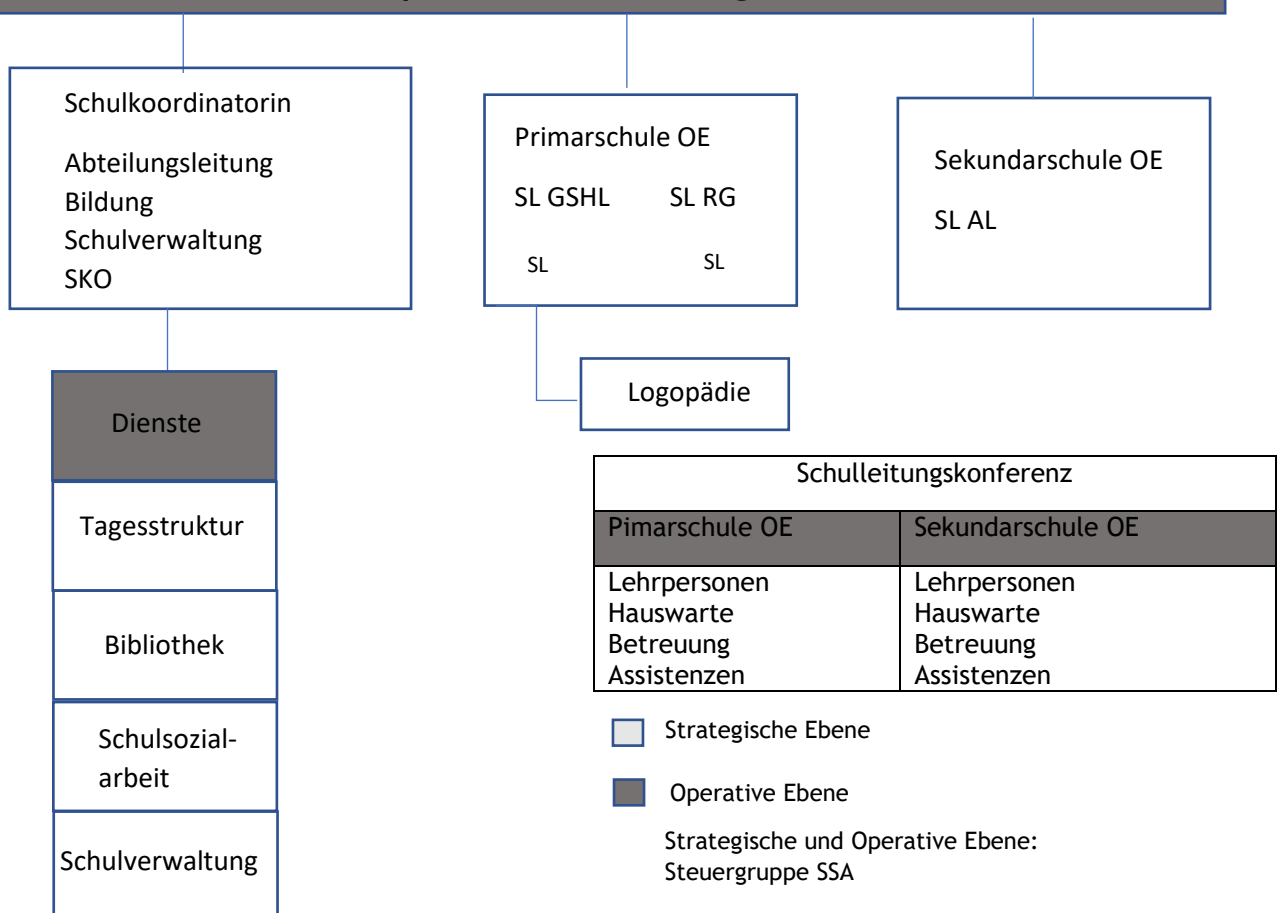 Schulkoordinatorin
Abteilungsleitung
Bildung
Schulverwaltung
SKO
Primarschule OE
SL GSHL SL RG
SL SL
Sekundarschule OE
SL AL
Logopädie
Dienste
Tagesstruktur
Bibliothek
Schulsozial-
arbeit
Schulverwaltung
Schulleitungskonferenz
Pimarschule OE Sekundarschule OE
Lehrpersonen Lehrpersonen
Hauswarte Hauswarte
Betreuung Betreuung
Assistenzen Assistenzen
Strategische Ebene
Operative Ebene
Strategische und Operative Ebene:
Steuergruppe SSA